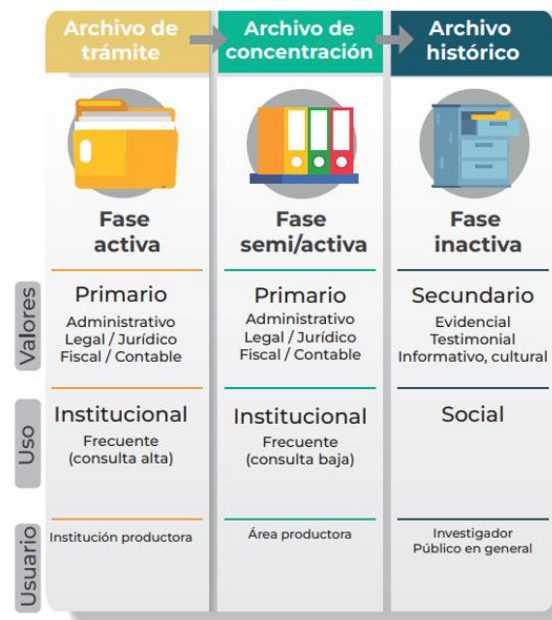 Archivo de
trámite
Archivo de
concentración
Archivo
histórico
Fase
activa
Fase
semi/activa
Fase
inactiva
Valores
Primario
Administrativo
Legal / Jurídico
Fiscal / Contable
Primario
Administrativo
Legal / Jurídico
Fiscal / Contable
Secundario
Evidencial
Testimonial
Informativo, cultural
Uso
Institucional
Frecuente
(consulta alta)
Institucional
Frecuente
(consulta baja)
Social
Usuario
Institución productora
Área productora
Investigador
Público en general